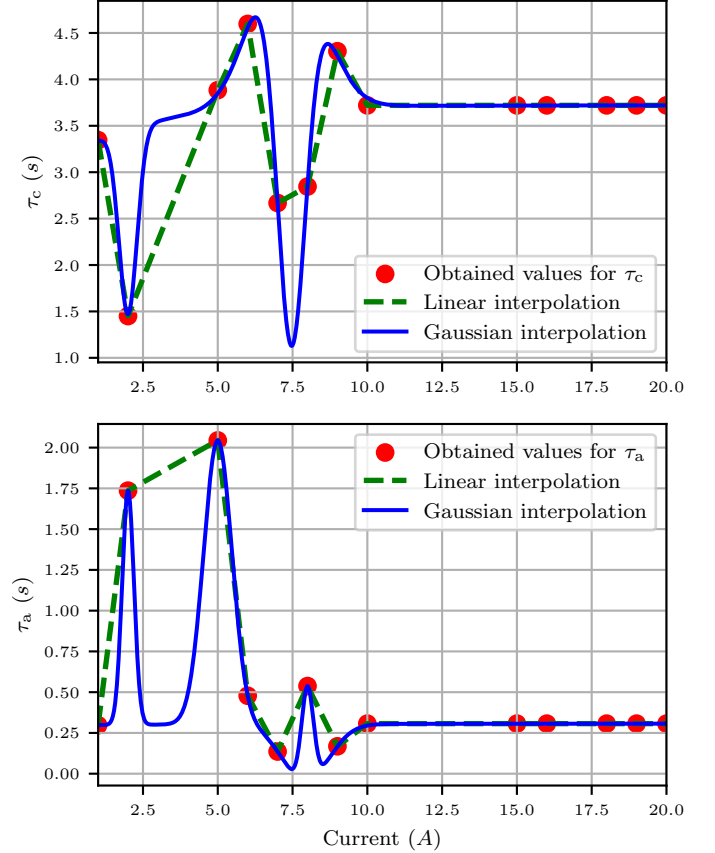 4.5
4.0
3.5
3.0
2.5
2.0
1.5
1.0
τc (s)
Obtained values for τc
Linear interpolation
Gaussian interpolation
2.5 5.0 7.5 10.0 12.5 15.0 17.5 20.0
2.00
1.75
1.50
1.25
1.00
0.75
0.50
0.25
0.00
τa (s)
Obtained values for τa
Linear interpolation
Gaussian interpolation
2.5 5.0 7.5 10.0 12.5 15.0 17.5 20.0
Current (A)